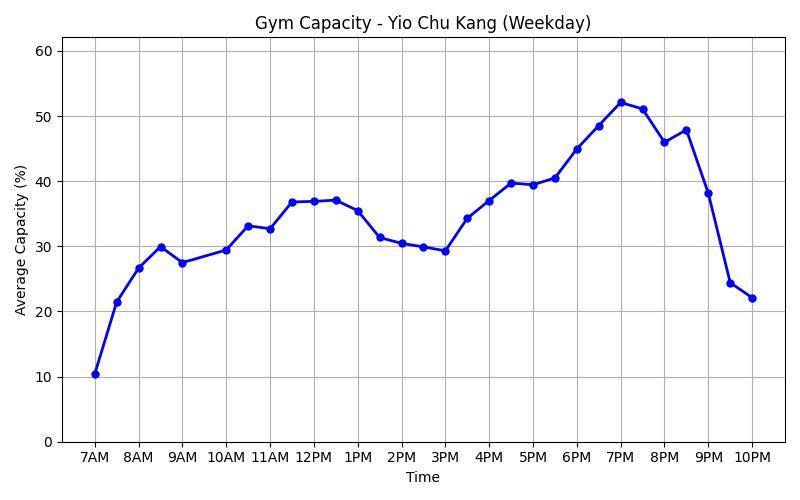 Gym Capacity - Yio Chu Kang (Weekday)
Average Capacity (%)
60
50
40
30
20
10
0
7AM 8AM 9AM 10AM 11AM 12PM 1PM 2PM 3PM 4PM 5PM 6PM 7PM 8PM 9PM 10PM
Time